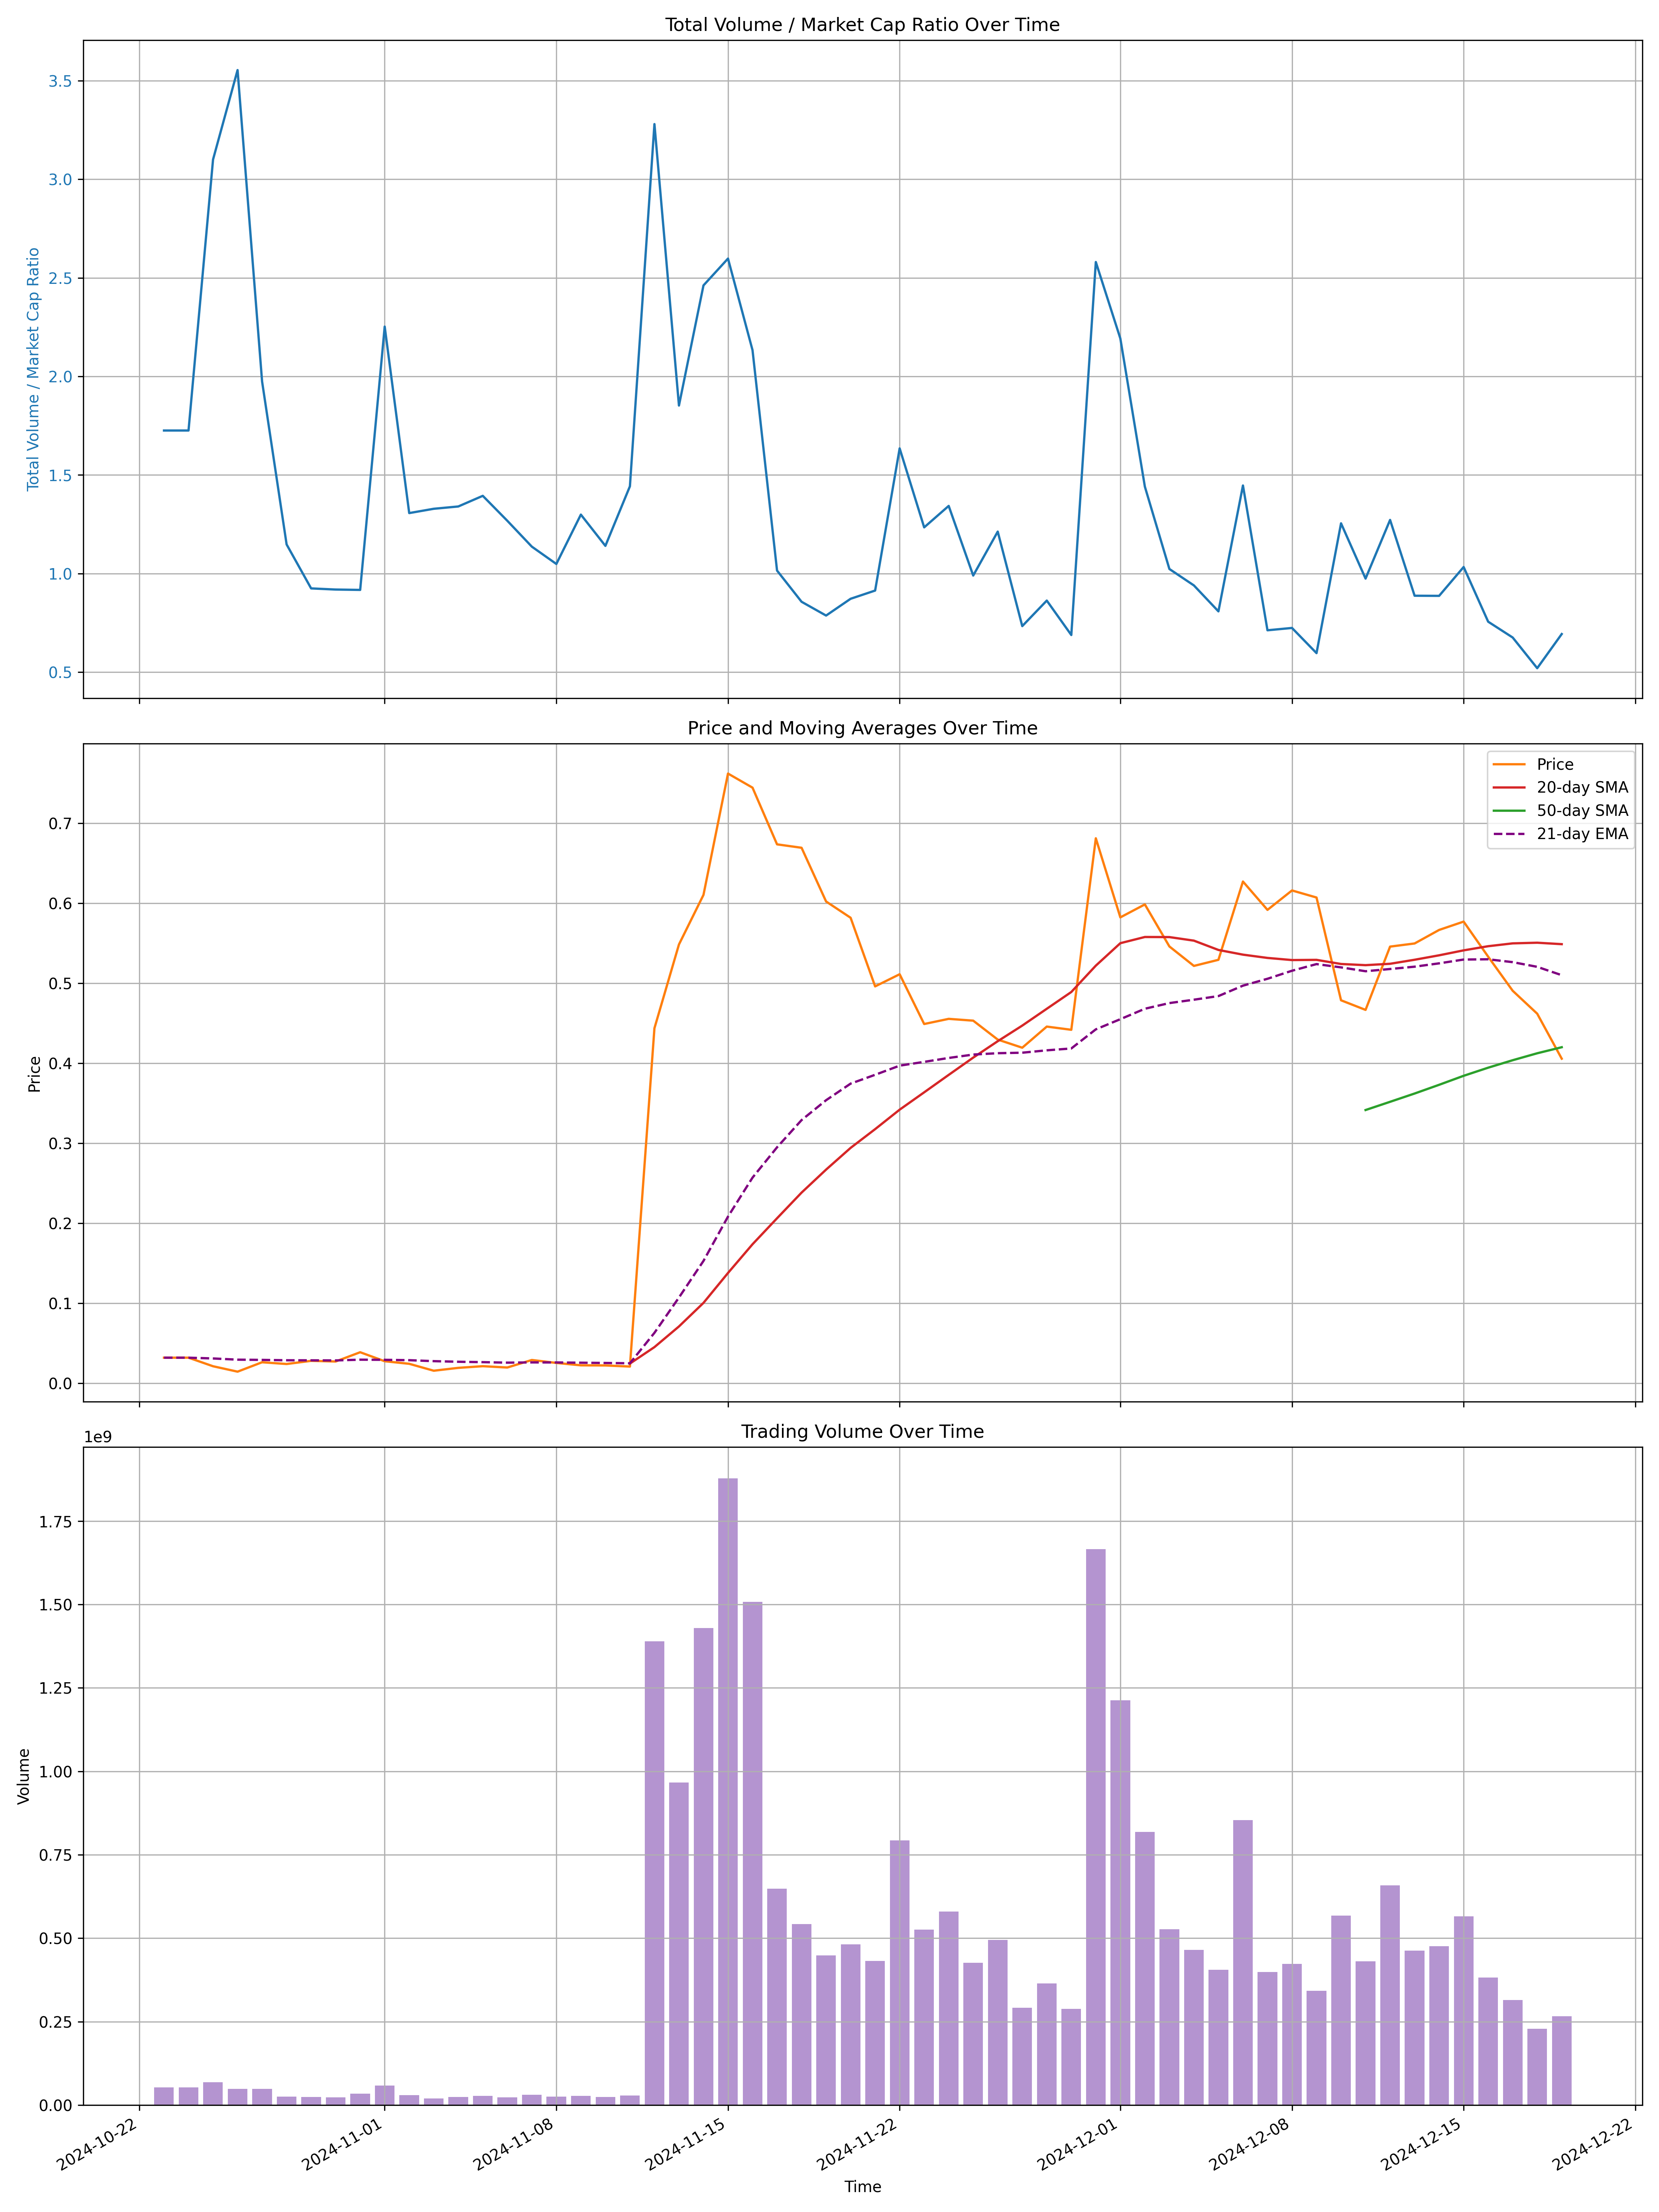 Total Volume / Market Cap Ratio Over Time
Total Volume / Market Cap Ratio
3.5
3.0
2.5
2.0
1.5
1.0
0.5
Price and Moving Averages Over Time
Price
20-day SMA
50-day SMA
21-day EMA
Price
0.7
0.6
0.5
0.4
0.3
0.2
0.1
0.0
Trading Volume Over Time
1e9
Volume
1.75
1.50
1.25
1.00
0.75
0.50
0.25
0.00
2024-10-22
2024-11-01
2024-11-08
2024-11-15
2024-11-22
2024-12-01
2024-12-08
2024-12-15
2024-12-22
Time